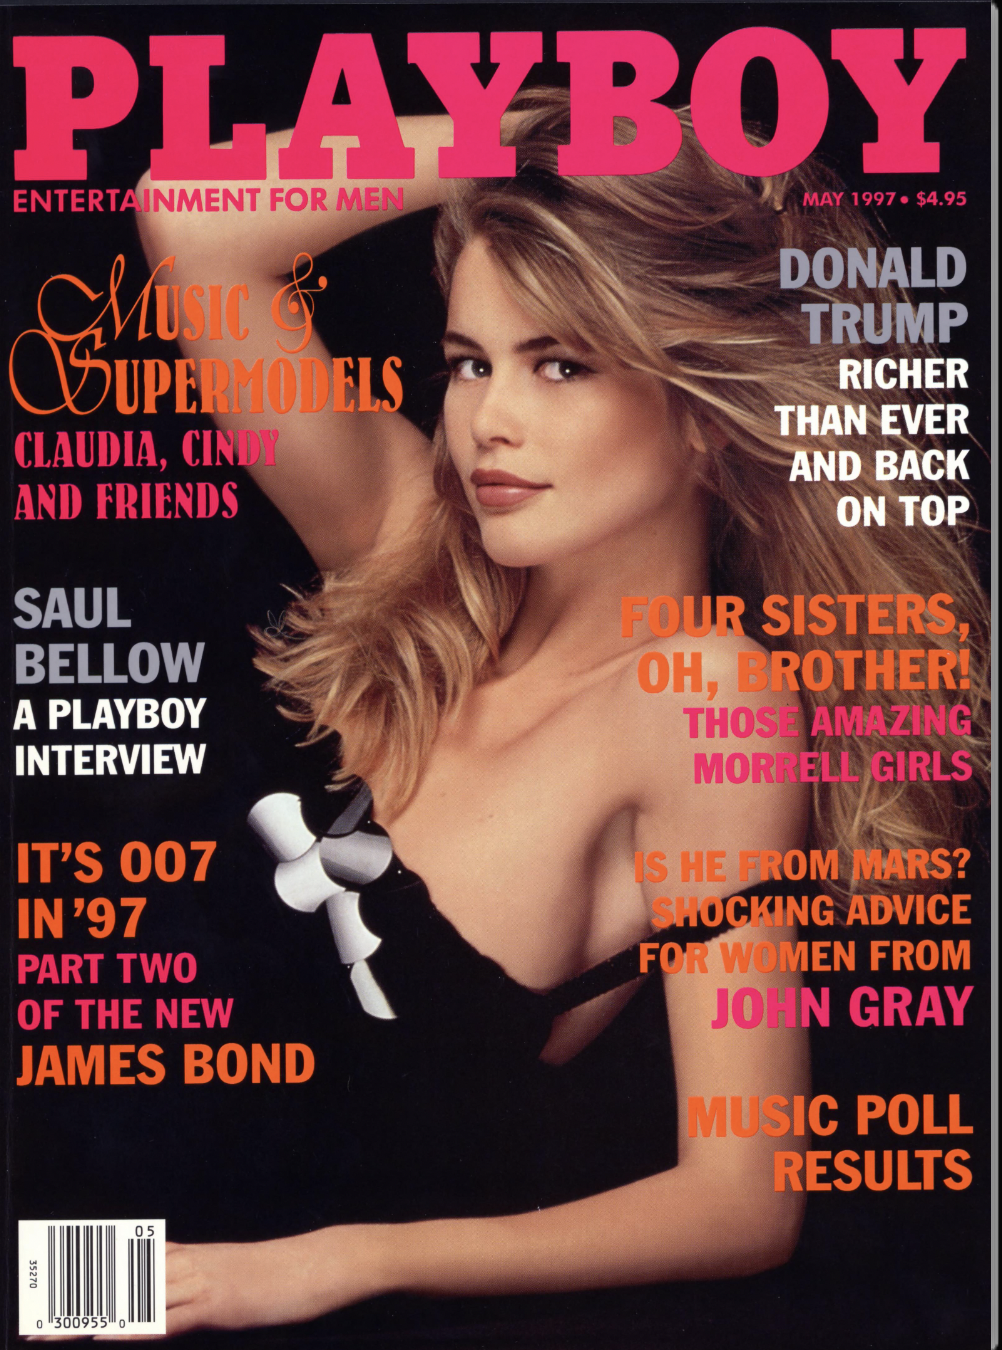 PLAYBOY
ENTERTAINMENT FOR MEN
MAY 1997 • $4.95
MUSIC &
SUPERMODELS
CLAUDIA, CINDY
AND FRIENDS
SAUL
BELLOW
A PLAYBOY
INTERVIEW
IT'S 007
IN '97
PART TWO
OF THE NEW
JAMES BOND
DONALD
TRUMP
RICHER
THAN EVER
AND BACK
ON TOP
FOUR SISTERS,
OH, BROTHER!
THOSE AMAZING
MORRELL GIRLS
IS HE FROM MARS?
SHOCKING ADVICE
FOR WOMEN FROM
JOHN GRAY
MUSIC POLL
RESULTS
05
35270
0 300955 0